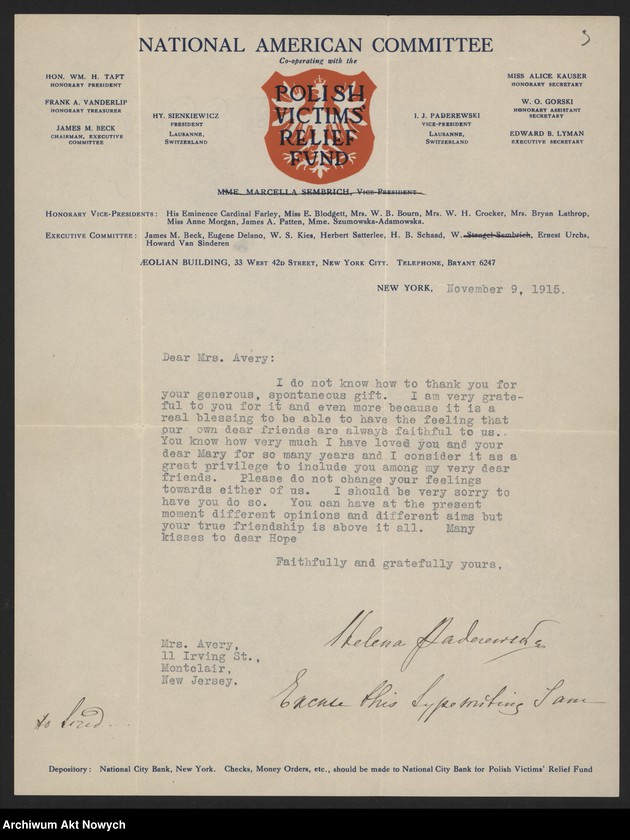 3
NATIONAL AMERICAN COMMITTEE
Co-operating with the
POLISH
VICTIMS'
RELIEF
FUND
HON. WM. H. TAFT
HONORARY PRESIDENT
FRANK A. VANDERLIP
HONORARY TREASURER
JAMES M. BECK
CHAIRMAN, EXECUTIVE
COMMITTEE
HY. SIENKIEWICZ
PRESIDENT
LAUSANNE,
SWITZERLAND
I. J. PADEREWSKI
VICE-PRESIDENT
LAUSANNE,
SWITZERLAND
MISS ALICE KAUSER
HONORARY SECRETARY
W. O. GORSKI
HONORARY ASSISTANT
SECRETARY
EDWARD B. LYMAN
EXECUTIVE SECRETARY
MME. MARCELLA SEMBRICH, VICE-PRESIDENT
HONORARY VICE-PRESIDENTS: His Eminence Cardinal Farley, Miss E. Blodgett, Mrs. W. B. Bourn, Mrs. W. H. Crocker, Mrs. Bryan Lathrop,
Miss Anne Morgan, James A. Patten, Mme. Szumowska-Adamowska.
EXECUTIVE COMMITTEE: James M. Beck, Eugene Delano, W. S. Kies, Herbert Satterlee, H. B. Schaad, W. Stengel-Sembrich, Ernest Urchs,
Howard Van Sinderen
ÆOLIAN BUILDING, 33 WEST 42D STREET, NEW YORK CITY. TELEPHONE, BRYANT 6247
NEW YORK, November 9, 1915.
Dear Mrs. Avery:
I do not know how to thank you for
your generous, spontaneous gift. I am very grate-
ful to you for it and even more because it is a
real blessing to be able to have the feeling that
our own dear friends are always faithful to us..
You know how very much I have loved you and your
dear Mary for so many years and I consider it as a
great privilege to include you among my very dear
friends. Please do not change your feelings
towards either of us. I should be very sorry to
have you do so. You can have at the present
moment different opinions and different aims but
your true friendship is above it all. Many
kisses to dear Hope
Faithfully and gratefully yours,
Helena Paderewska
Mrs. Avery,
11 Irving St.,
Montclair,
New Jersey.
Excuse this typewriting I am
so tired
Depository: National City Bank, New York. Checks, Money Orders, etc., should be made to National City Bank for Polish Victims' Relief Fund
Archiwum Akt Nowych